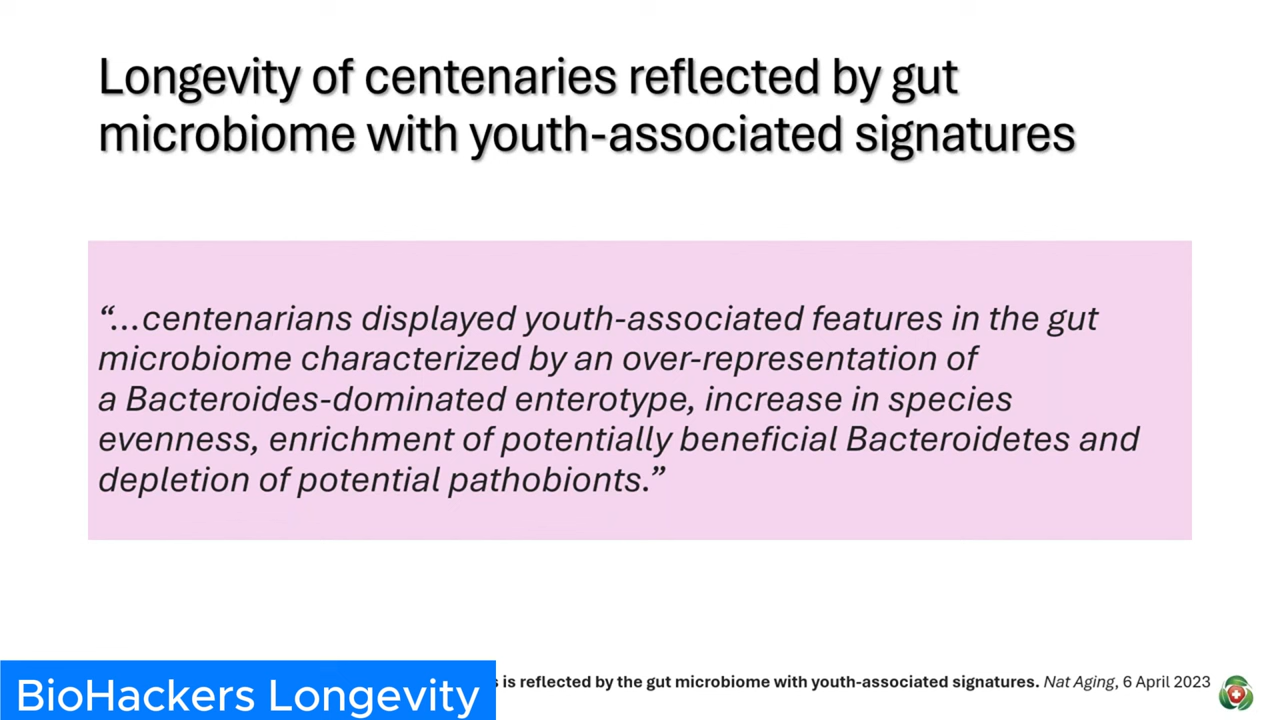 Longevity of centenaries reflected by gut
microbiome with youth-associated signatures
“…centenarians displayed youth-associated features in the gut
microbiome characterized by an over-representation of
a Bacteroides-dominated enterotype, increase in species
evenness, enrichment of potentially beneficial Bacteroidetes and
depletion of potential pathobionts.”
is reflected by the gut microbiome with youth-associated signatures. Nat Aging, 6 April 2023
BioHackers Longevity